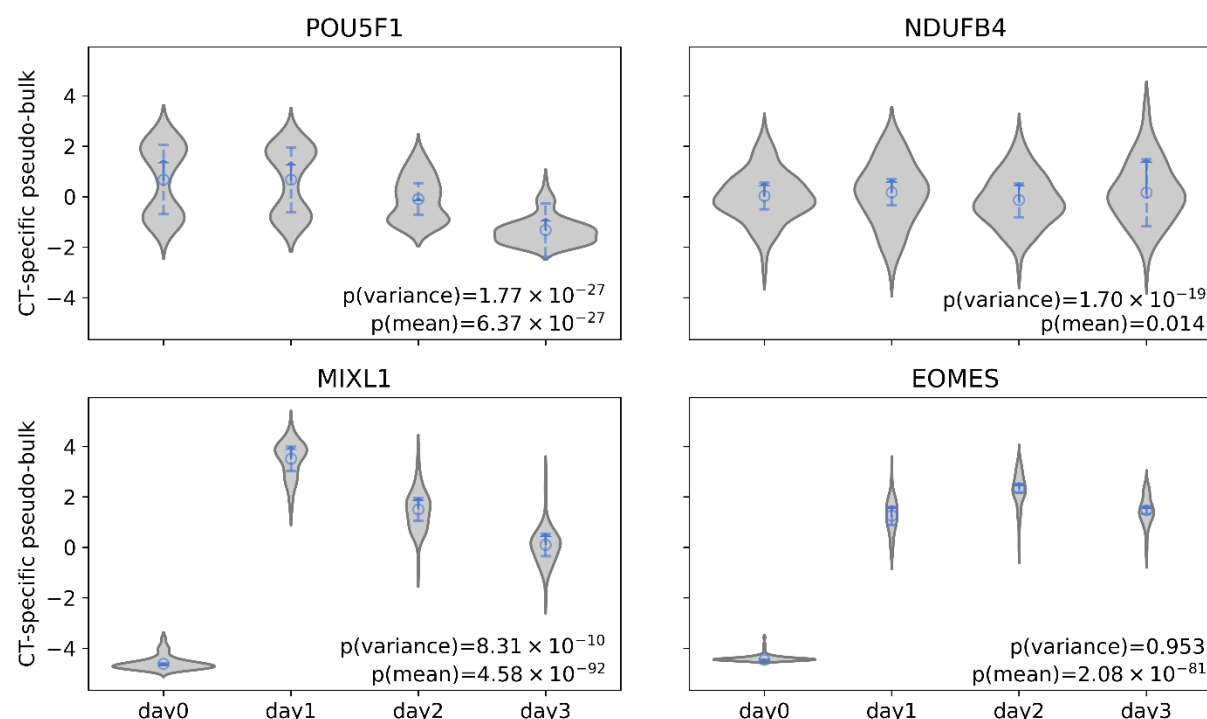 POU5F1
NDUFB4
CT-specific pseudo-bulk
4
2
0
−2
−4
p(variance)=1.77 × 10⁻²⁷
p(mean)=6.37 × 10⁻²⁷
p(variance)=1.70 × 10⁻¹⁹
p(mean)=0.014
MIXL1
EOMES
CT-specific pseudo-bulk
4
2
0
−2
−4
p(variance)=8.31 × 10⁻¹⁰
p(mean)=4.58 × 10⁻⁹²
p(variance)=0.953
p(mean)=2.08 × 10⁻⁸¹
day0 day1 day2 day3
day0 day1 day2 day3